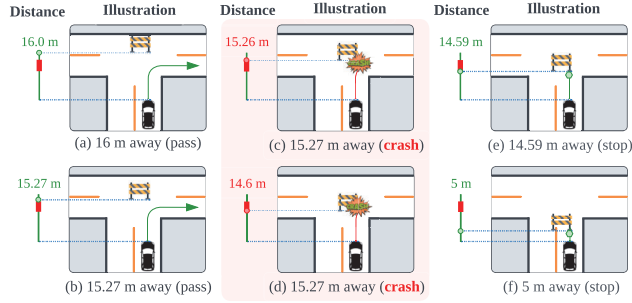 Distance Illustration Distance Illustration Distance Illustration
16.0 m 15.26 m 14.59 m
(a) 16 m away (pass) (c) 15.27 m away (crash) (e) 14.59 m away (stop)
15.27 m 14.6 m 5 m
(b) 15.27 m away (pass) (d) 15.27 m away (crash) (f) 5 m away (stop)